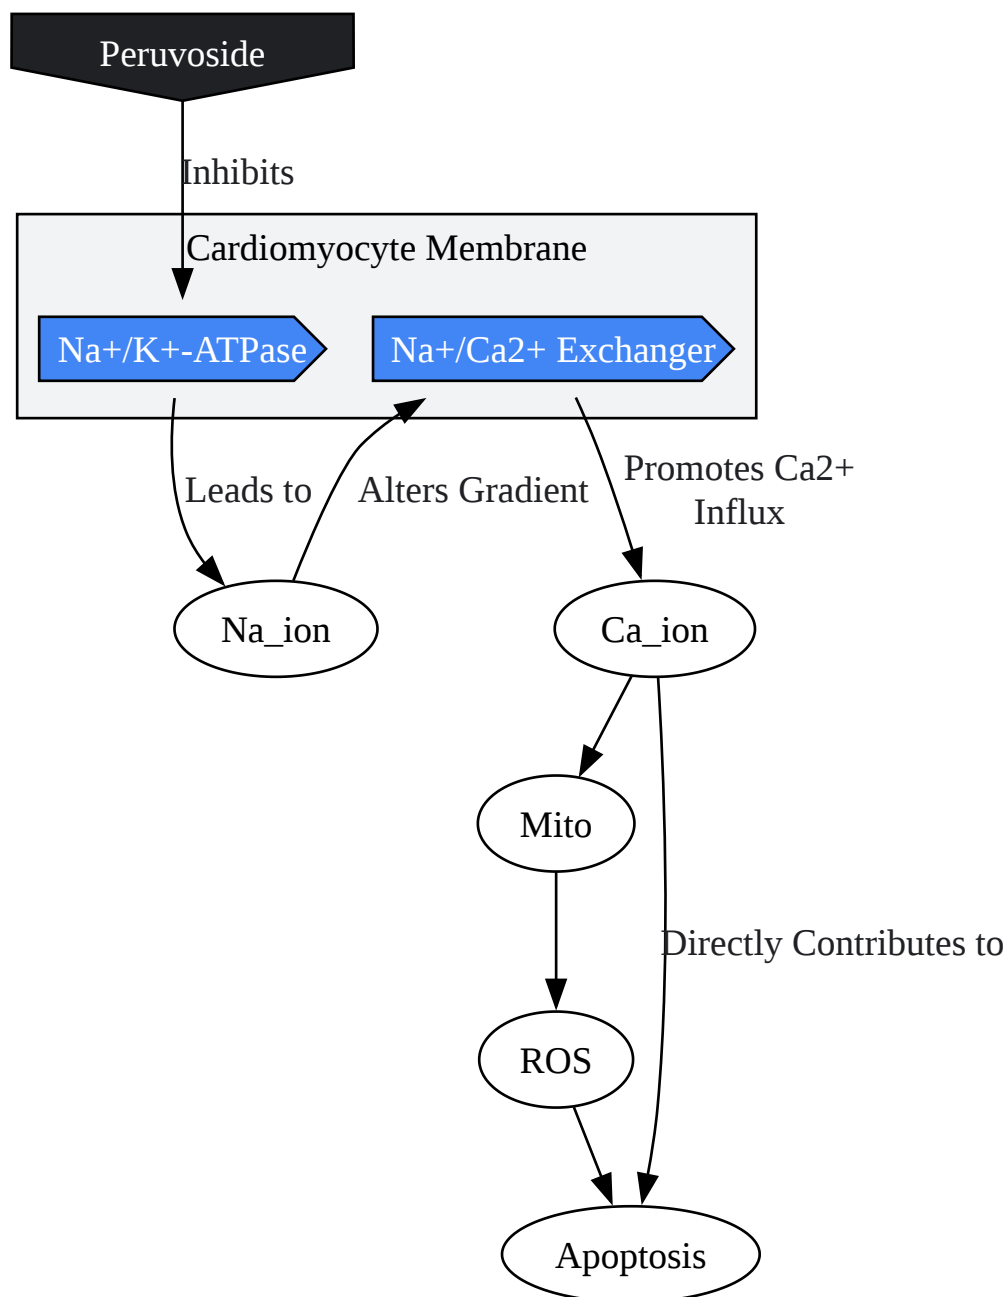 Peruvoside
Inhibits
Cardiomyocyte Membrane
Na+/K+-ATPase
Na+/Ca2+ Exchanger
Leads to
Alters Gradient
Promotes Ca2+
Influx
Na_ion
Ca_ion
Mito
Directly Contributes to
ROS
Apoptosis